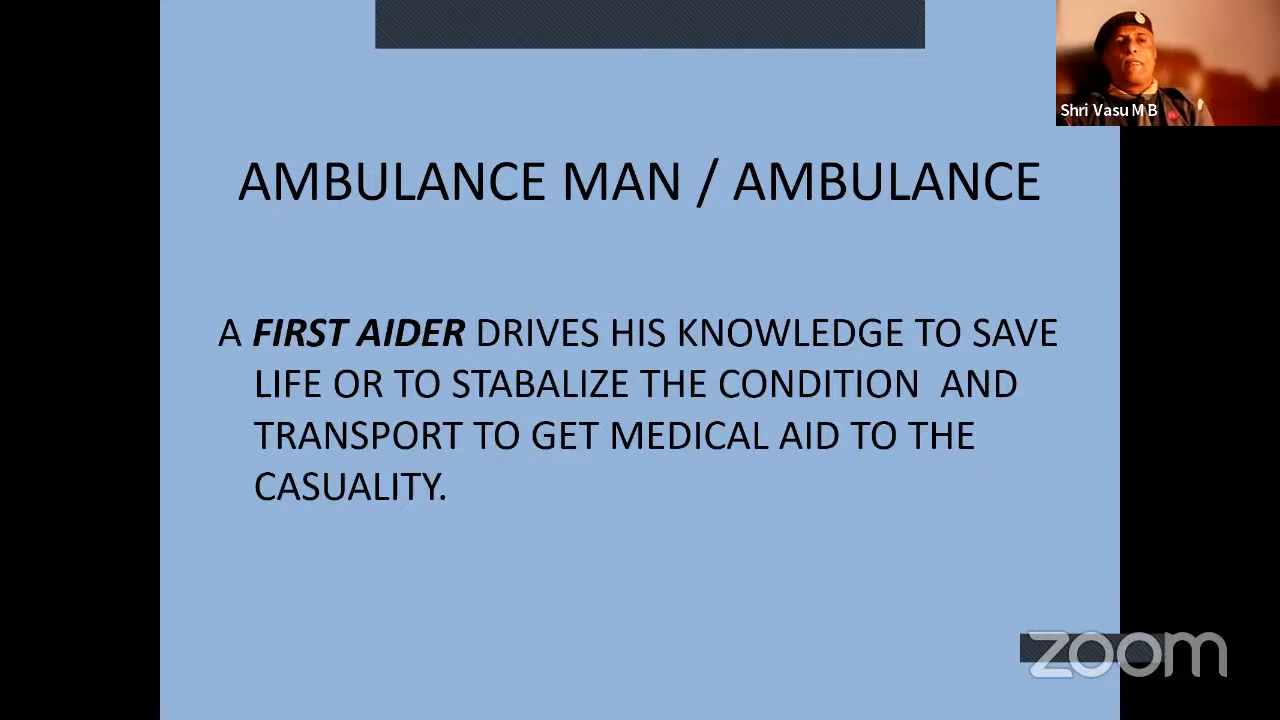 Shri Vasu M B
AMBULANCE MAN / AMBULANCE
A FIRST AIDER DRIVES HIS KNOWLEDGE TO SAVE
LIFE OR TO STABALIZE THE CONDITION AND
TRANSPORT TO GET MEDICAL AID TO THE
CASUALITY.
zoom